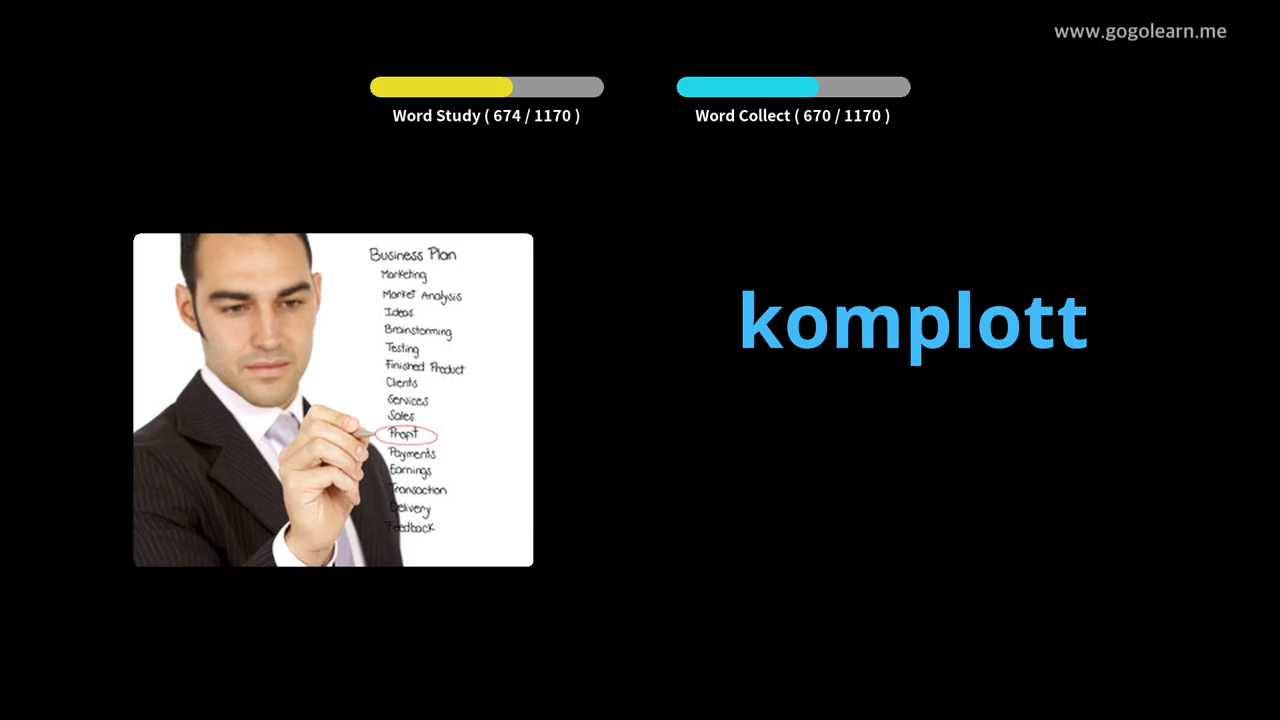 www.gogolearn.me
Word Study ( 674 / 1170 )
Word Collect ( 670 / 1170 )
Business Plan
Marketing
Market Analysis
Ideas
Brainstorming
Testing
Finished Product
Clients
Services
Sales
Profit
Payments
Earnings
Transaction
Delivery
Feedback
komplott